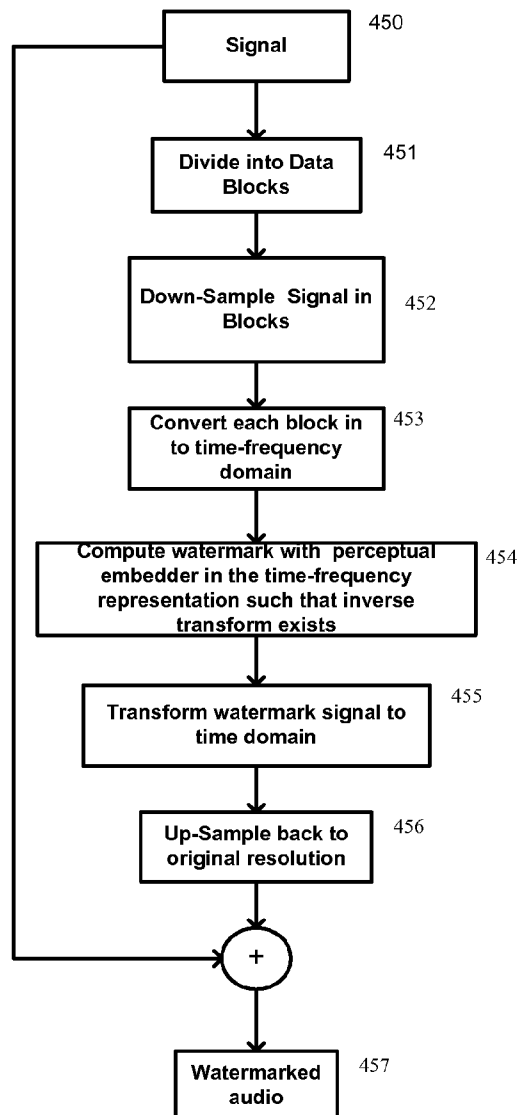 Signal
450
Divide into Data
Blocks
451
Down-Sample Signal in
Blocks
452
Convert each block in
to time-frequency
domain
453
Compute watermark with perceptual
embedder in the time-frequency
representation such that inverse
transform exists
454
Transform watermark signal to
time domain
455
Up-Sample back to
original resolution
456
+
Watermarked
audio
457